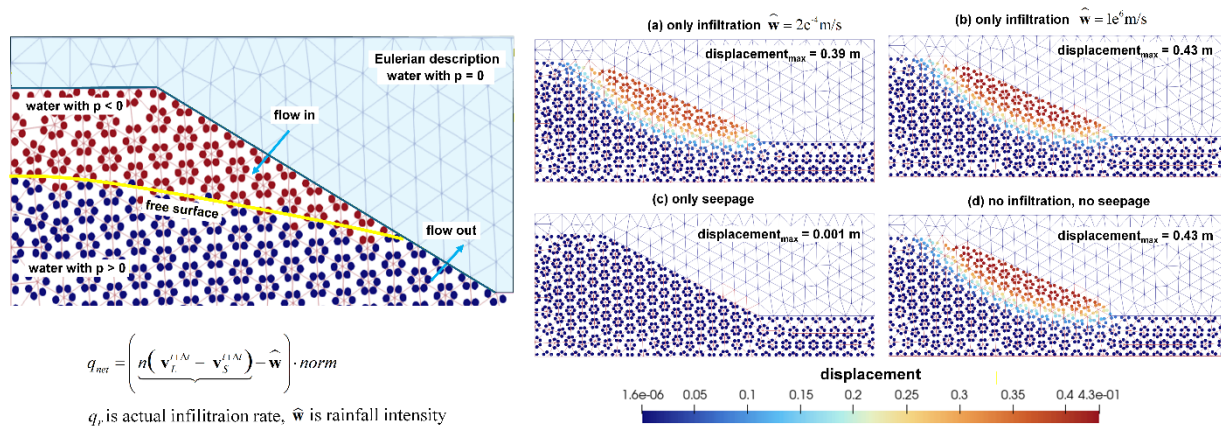 Eulerian description
water with p = 0
water with p < 0
flow in
free surface
flow out
water with p > 0
q_net = ( n( v_L^{t+Δt} − v_S^{t+Δt} ) − ŵ ) · norm
q_r is actual infilitraion rate, ŵ is rainfall intensity
(a) only infiltration ŵ = 2e^{-4} m/s
displacement_max = 0.39 m
(b) only infiltration ŵ = 1e^{6} m/s
displacement_max = 0.43 m
(c) only seepage
displacement_max = 0.001 m
(d) no infiltration, no seepage
displacement_max = 0.43 m
displacement
1.6e-06 0.05 0.1 0.15 0.2 0.25 0.3 0.35 0.4 4.3e-01